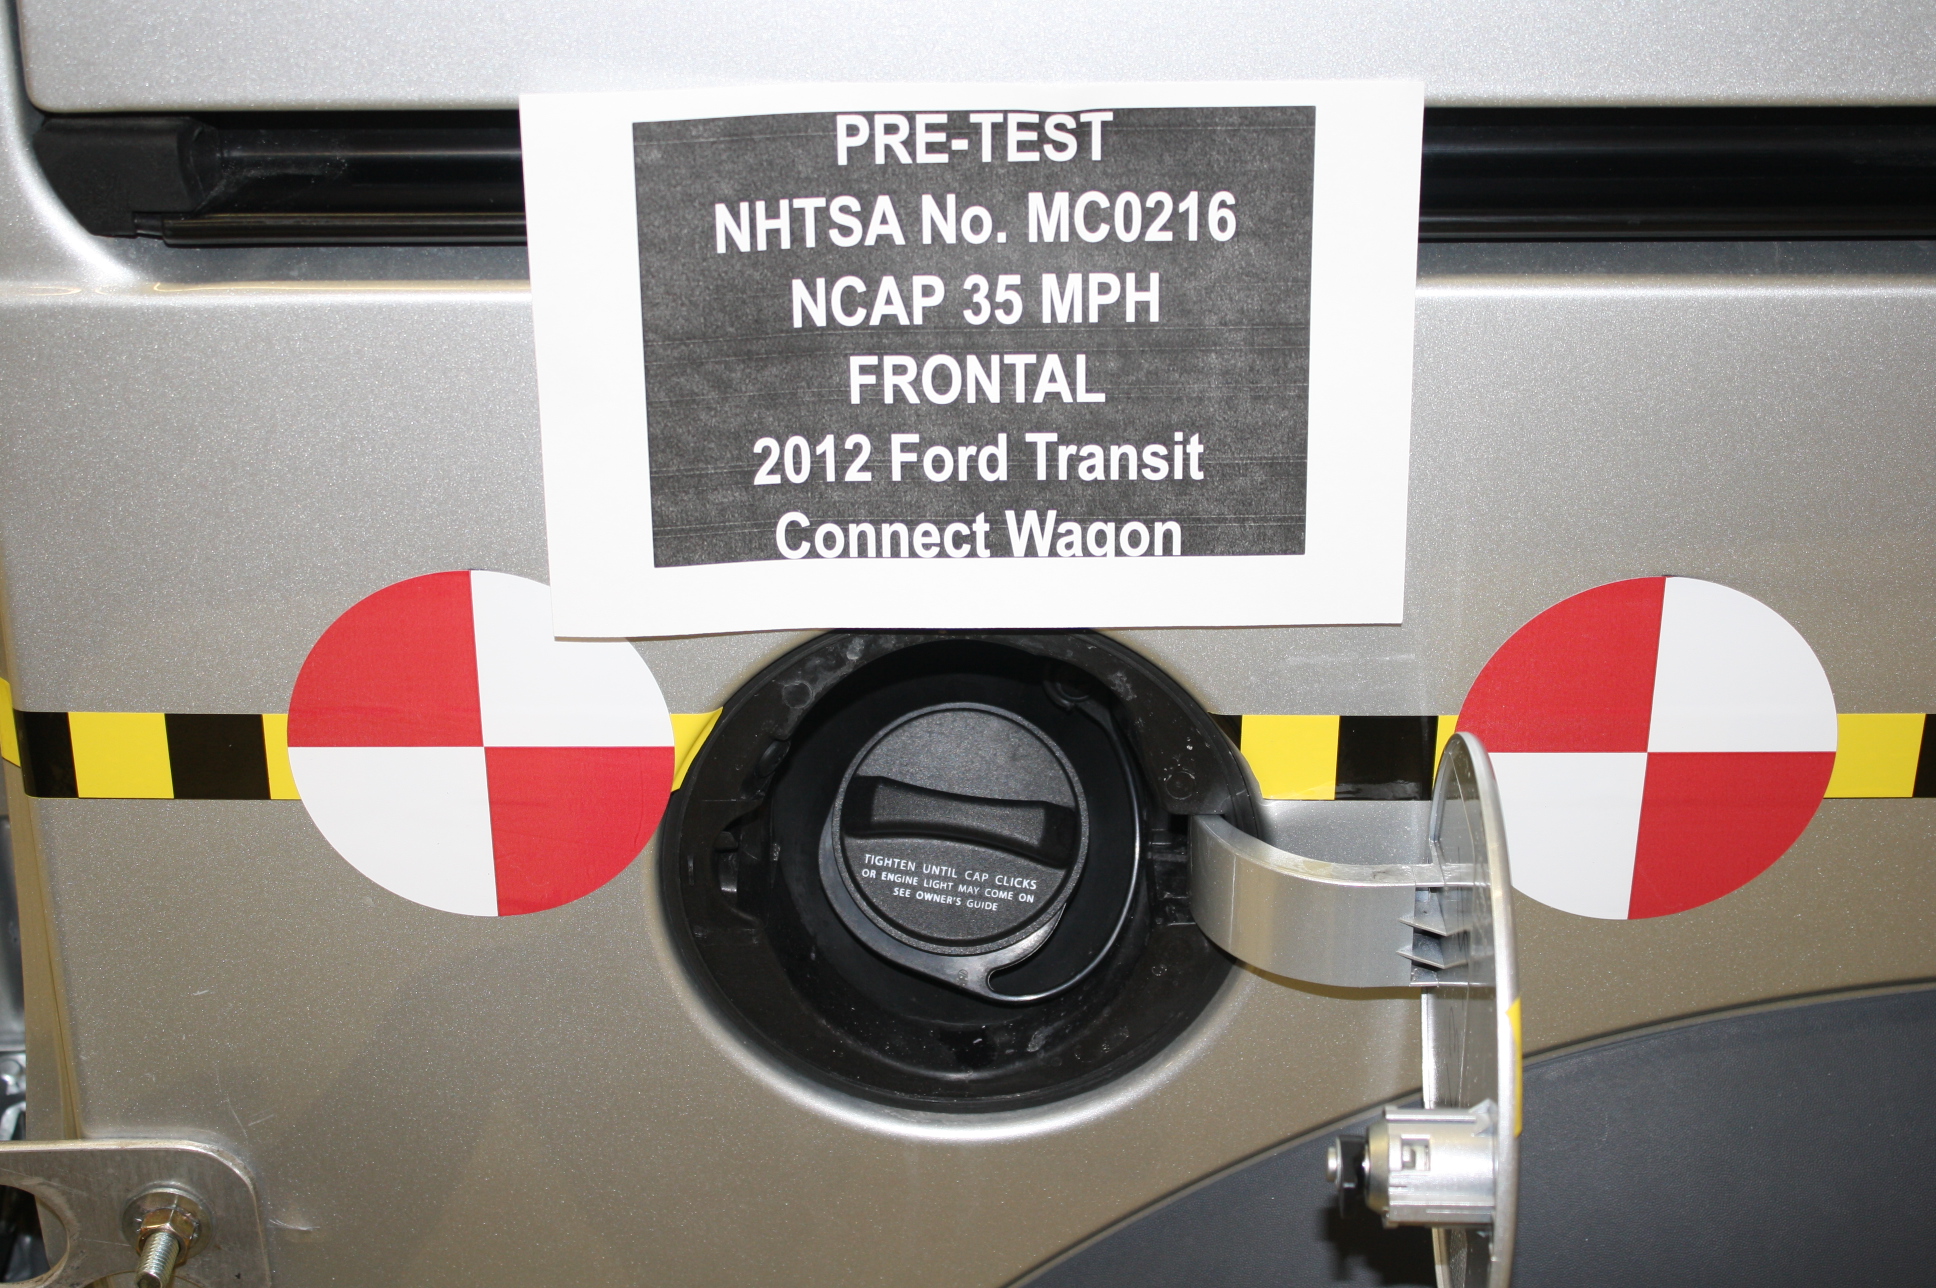 PRE-TEST
NHTSA No. MC0216
NCAP 35 MPH
FRONTAL
2012 Ford Transit
Connect Wagon
TIGHTEN UNTIL CAP CLICKS
OR ENGINE LIGHT MAY COME ON
SEE OWNER'S GUIDE